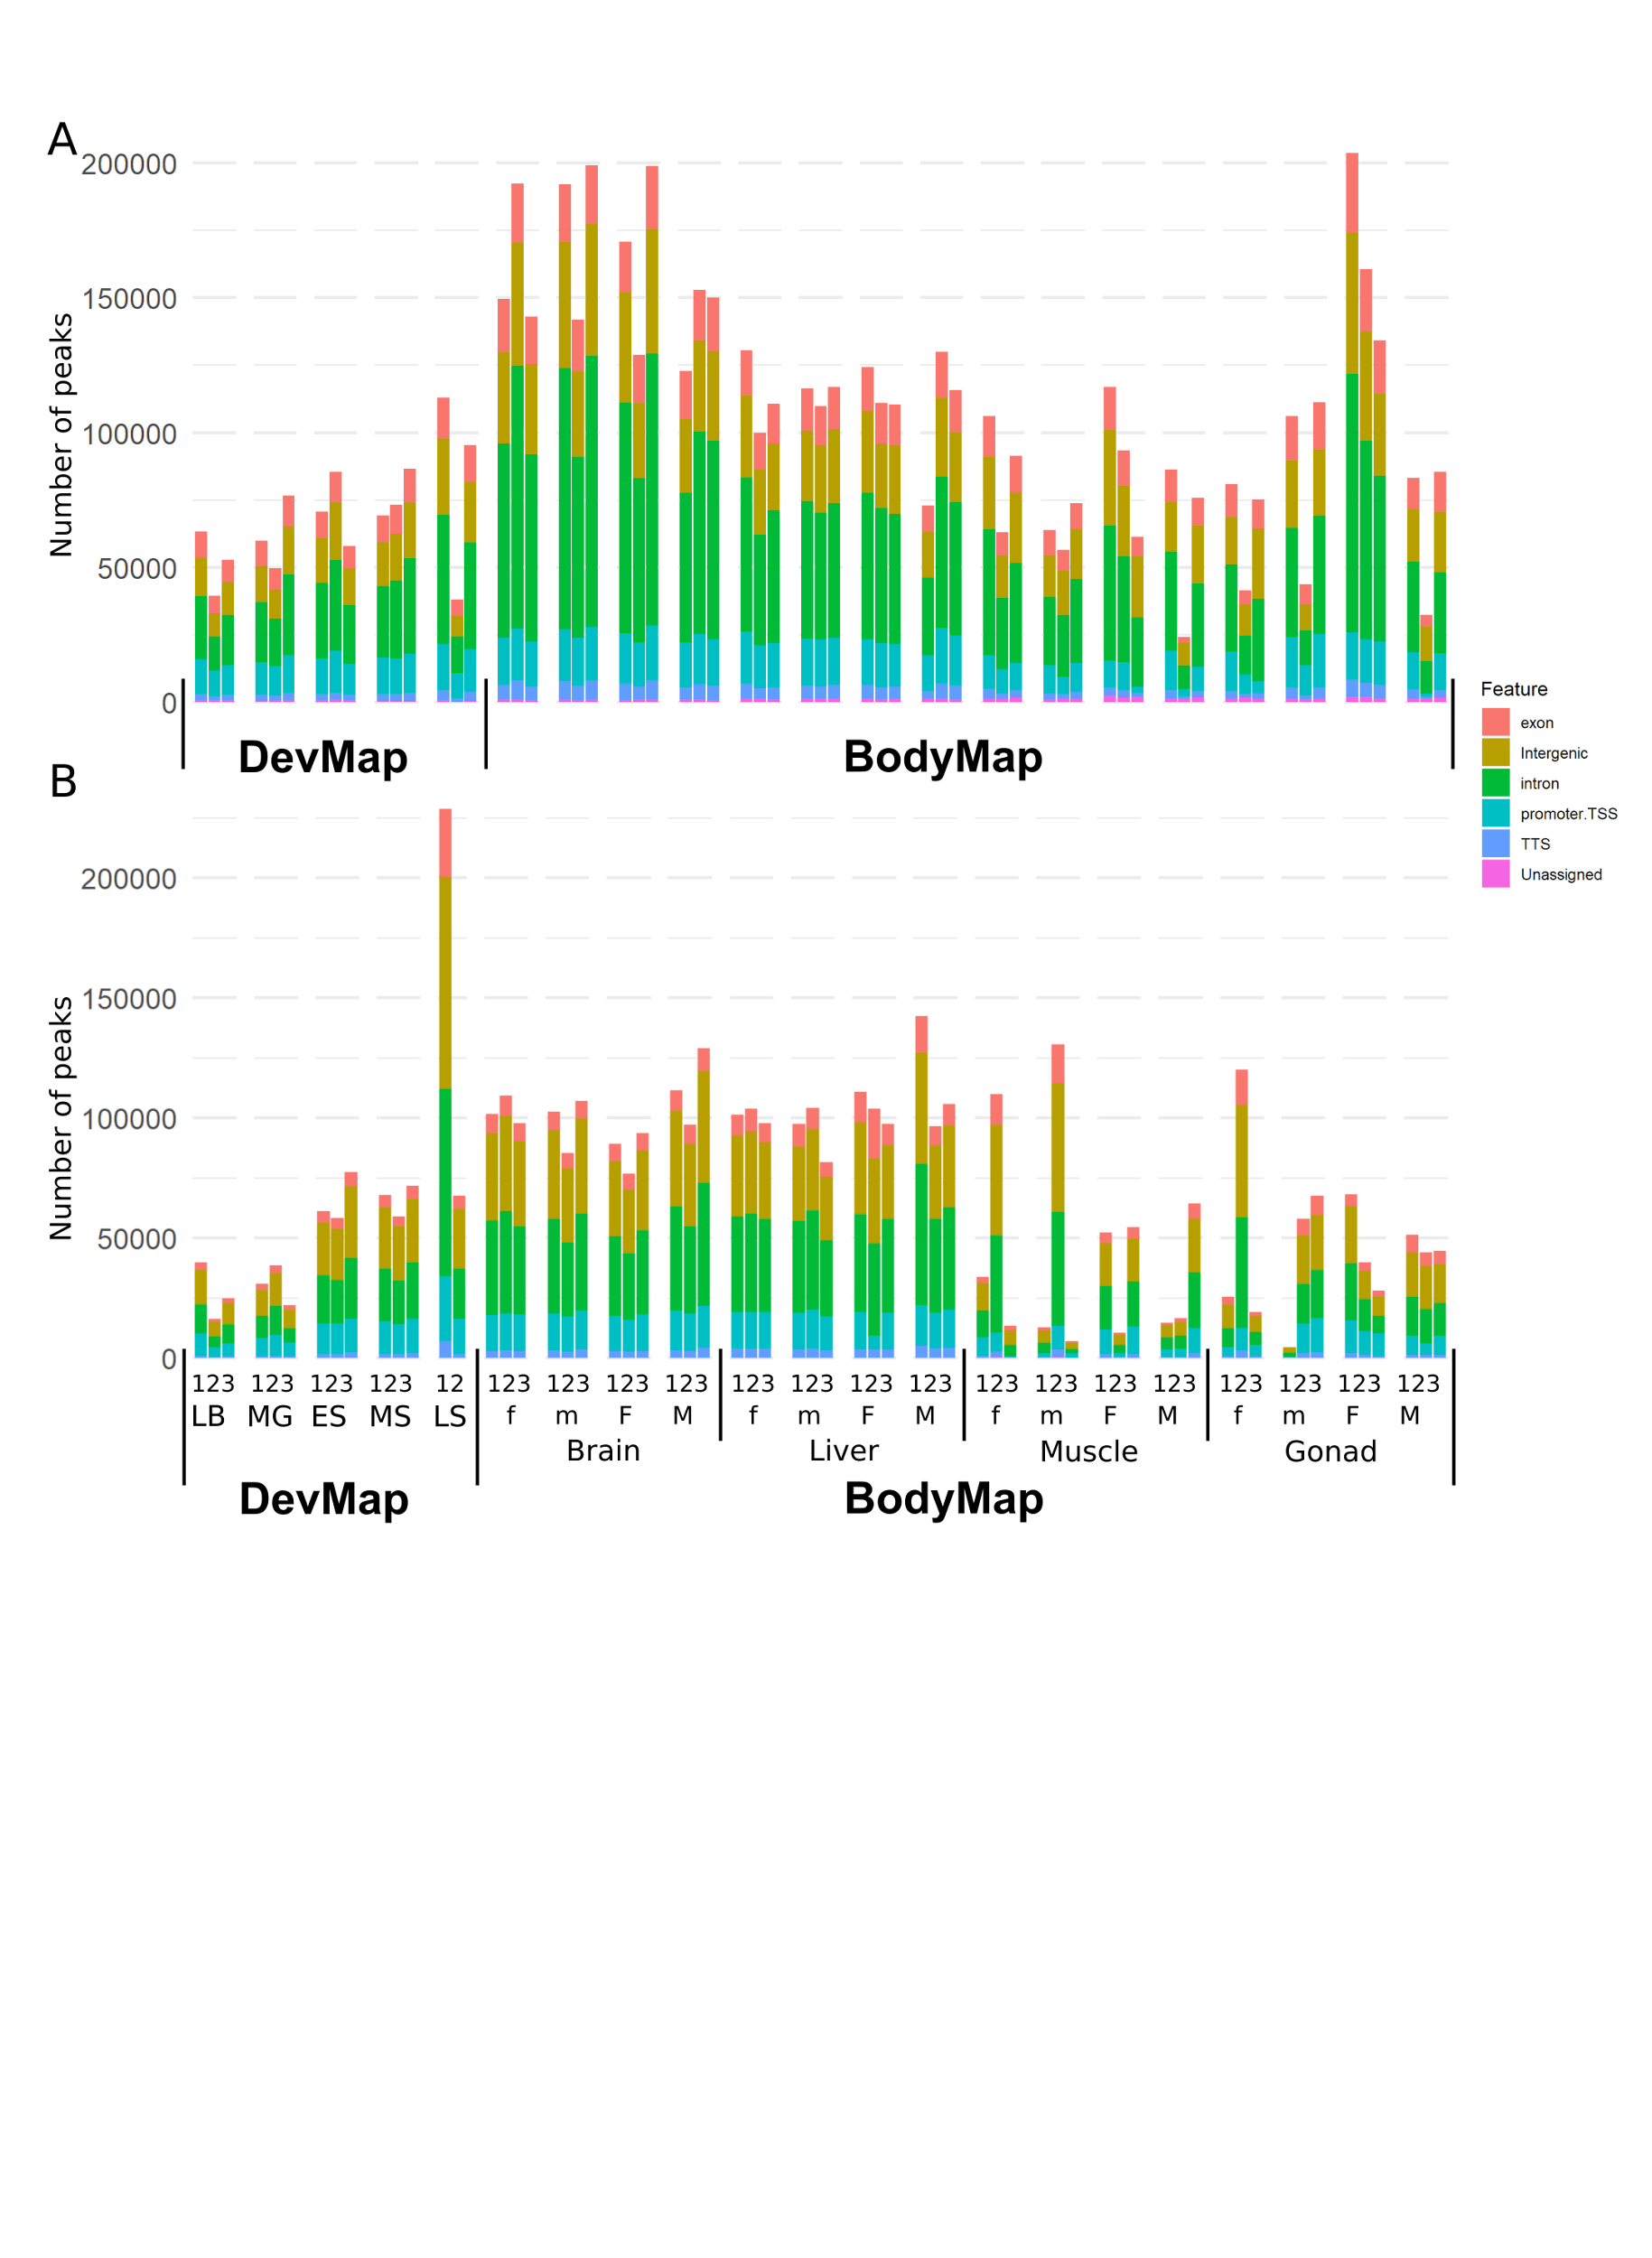 A
Number of peaks
200000
150000
100000
50000
0
DevMap BodyMap
Feature
exon
Intergenic
intron
promoter.TSS
TTS
Unassigned
B
Number of peaks
200000
150000
100000
50000
0
123 123 123 123 12 123 123 123 123 123 123 123 123 123 123 123 123 123 123 123 123
LB MG ES MS LS f m F M f m F M f m F M f m F M
Brain Liver Muscle Gonad
DevMap BodyMap